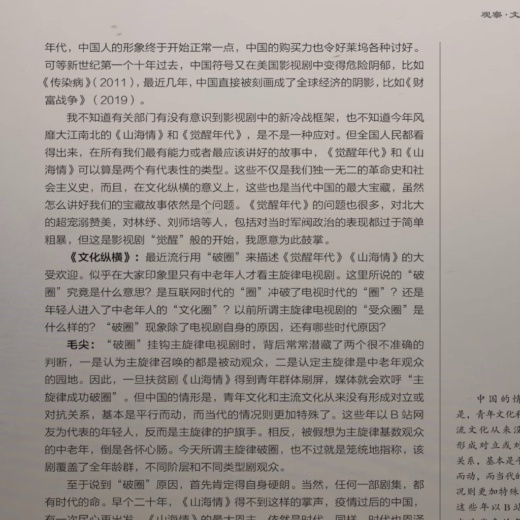 观察·文
年代，中国人的形象终于开始正常一点，中国的购买力也令好莱坞各种讨好。
可等新世纪第一个十年过去，中国符号又在美国影视剧中变得危险阴郁，比如
《传染病》（2011），最近几年，中国直接被刻画成了全球经济的阴影，比如《财
富战争》（2019）。
我不知道有关部门有没有意识到影视剧中的新冷战框架，也不知道今年风
靡大江南北的《山海情》和《觉醒年代》，是不是一种应对。但全国人民都看
得出来，在所有我们最有能力或者最应该讲好的故事中，《觉醒年代》和《山
海情》可以算是两个有代表性的类型。这些不仅是我们独一无二的革命史和社
会主义史，而且，在文化纵横的意义上，这些也是当代中国的最大宝藏，虽然
怎么讲好我们的宝藏故事依然是个问题。《觉醒年代》的问题也很多，对北大
的超宠溺赞美，对林纾、刘师培等人，包括对当时军阀政治的表现都过于简单
粗暴，但这是影视剧“觉醒”般的开始，我愿意为此鼓掌。
《文化纵横》：最近流行用“破圈”来描述《觉醒年代》《山海情》的大
受欢迎。似乎在大家印象里只有中老年人才看主旋律电视剧。这里所说的“破
圈”究竟是什么意思？是互联网时代的“圈”冲破了电视时代的“圈”？还是
年轻人进入了中老年人的“文化圈”？以前所谓主旋律电视剧的“受众圈”是
什么样的？“破圈”现象除了电视剧自身的原因，还有哪些时代原因？
毛尖：“破圈”挂钩主旋律电视剧时，背后常常潜藏了两个很不准确的
判断，一是认为主旋律召唤的都是被动观众，二是认定主旋律是中老年观众
的园地。因此，一旦扶贫剧《山海情》得到青年群体刷屏，媒体就会欢呼“主
旋律成功破圈”。但中国的情形是，青年文化和主流文化从来没有形成对立或
对抗关系，基本是平行而动，而当代的情况则更加特殊了。这些年以B站网
友为代表的年轻人，反而是主旋律的护旗手。相反，被假想为主旋律基数观众
的中老年，倒是各怀心肠。今天所谓主旋律破圈，也不过就是笼统地指称，该
剧覆盖了全年龄群，不同阶层和不同类型剧观众。
至于说到“破圈”原因，首先肯定得自身硬朗。当然，任何一部剧集，都
有时代的命。早个二十年，《山海情》得不到这样的掌声，疫情过后的中国，
中国的情
是，青年文化和
流文化从来没
形成对立或对
关系，基本是平
而动，而当代的
况则更加特殊
这些年以B站